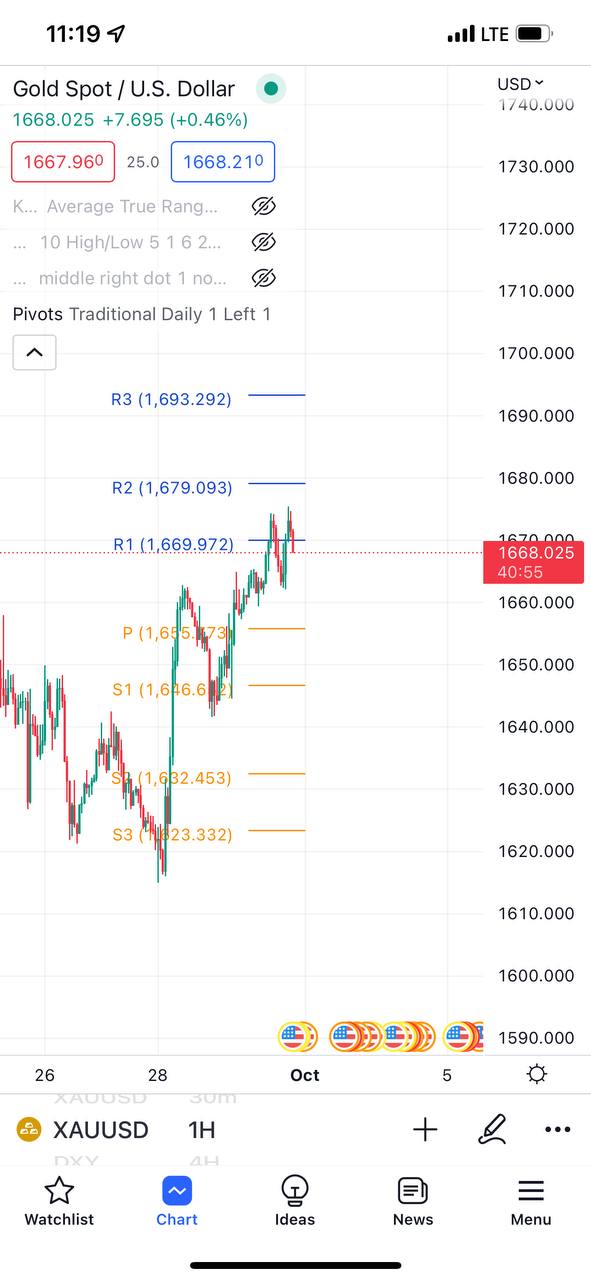 11:19
LTE
Gold Spot / U.S. Dollar
USD
1740.000
1668.025 +7.695 (+0.46%)
1667.960 25.0 1668.210
1730.000
K... Average True Rang...
... 10 High/Low 5 1 6 2...
1720.000
... middle right dot 1 no...
1710.000
Pivots Traditional Daily 1 Left 1
1700.000
R3 (1,693.292)
1690.000
1680.000
R2 (1,679.093)
R1 (1,669.972)
1670.000
1668.025
40:55
1660.000
P (1,655.773)
1650.000
S1 (1,646.652)
1640.000
S2 (1,632.453)
1630.000
S3 (1,623.332)
1620.000
1610.000
1600.000
1590.000
26 28 Oct 5
XAUUSD 30m
XAUUSD 1H
DXY 4H
Watchlist Chart Ideas News Menu